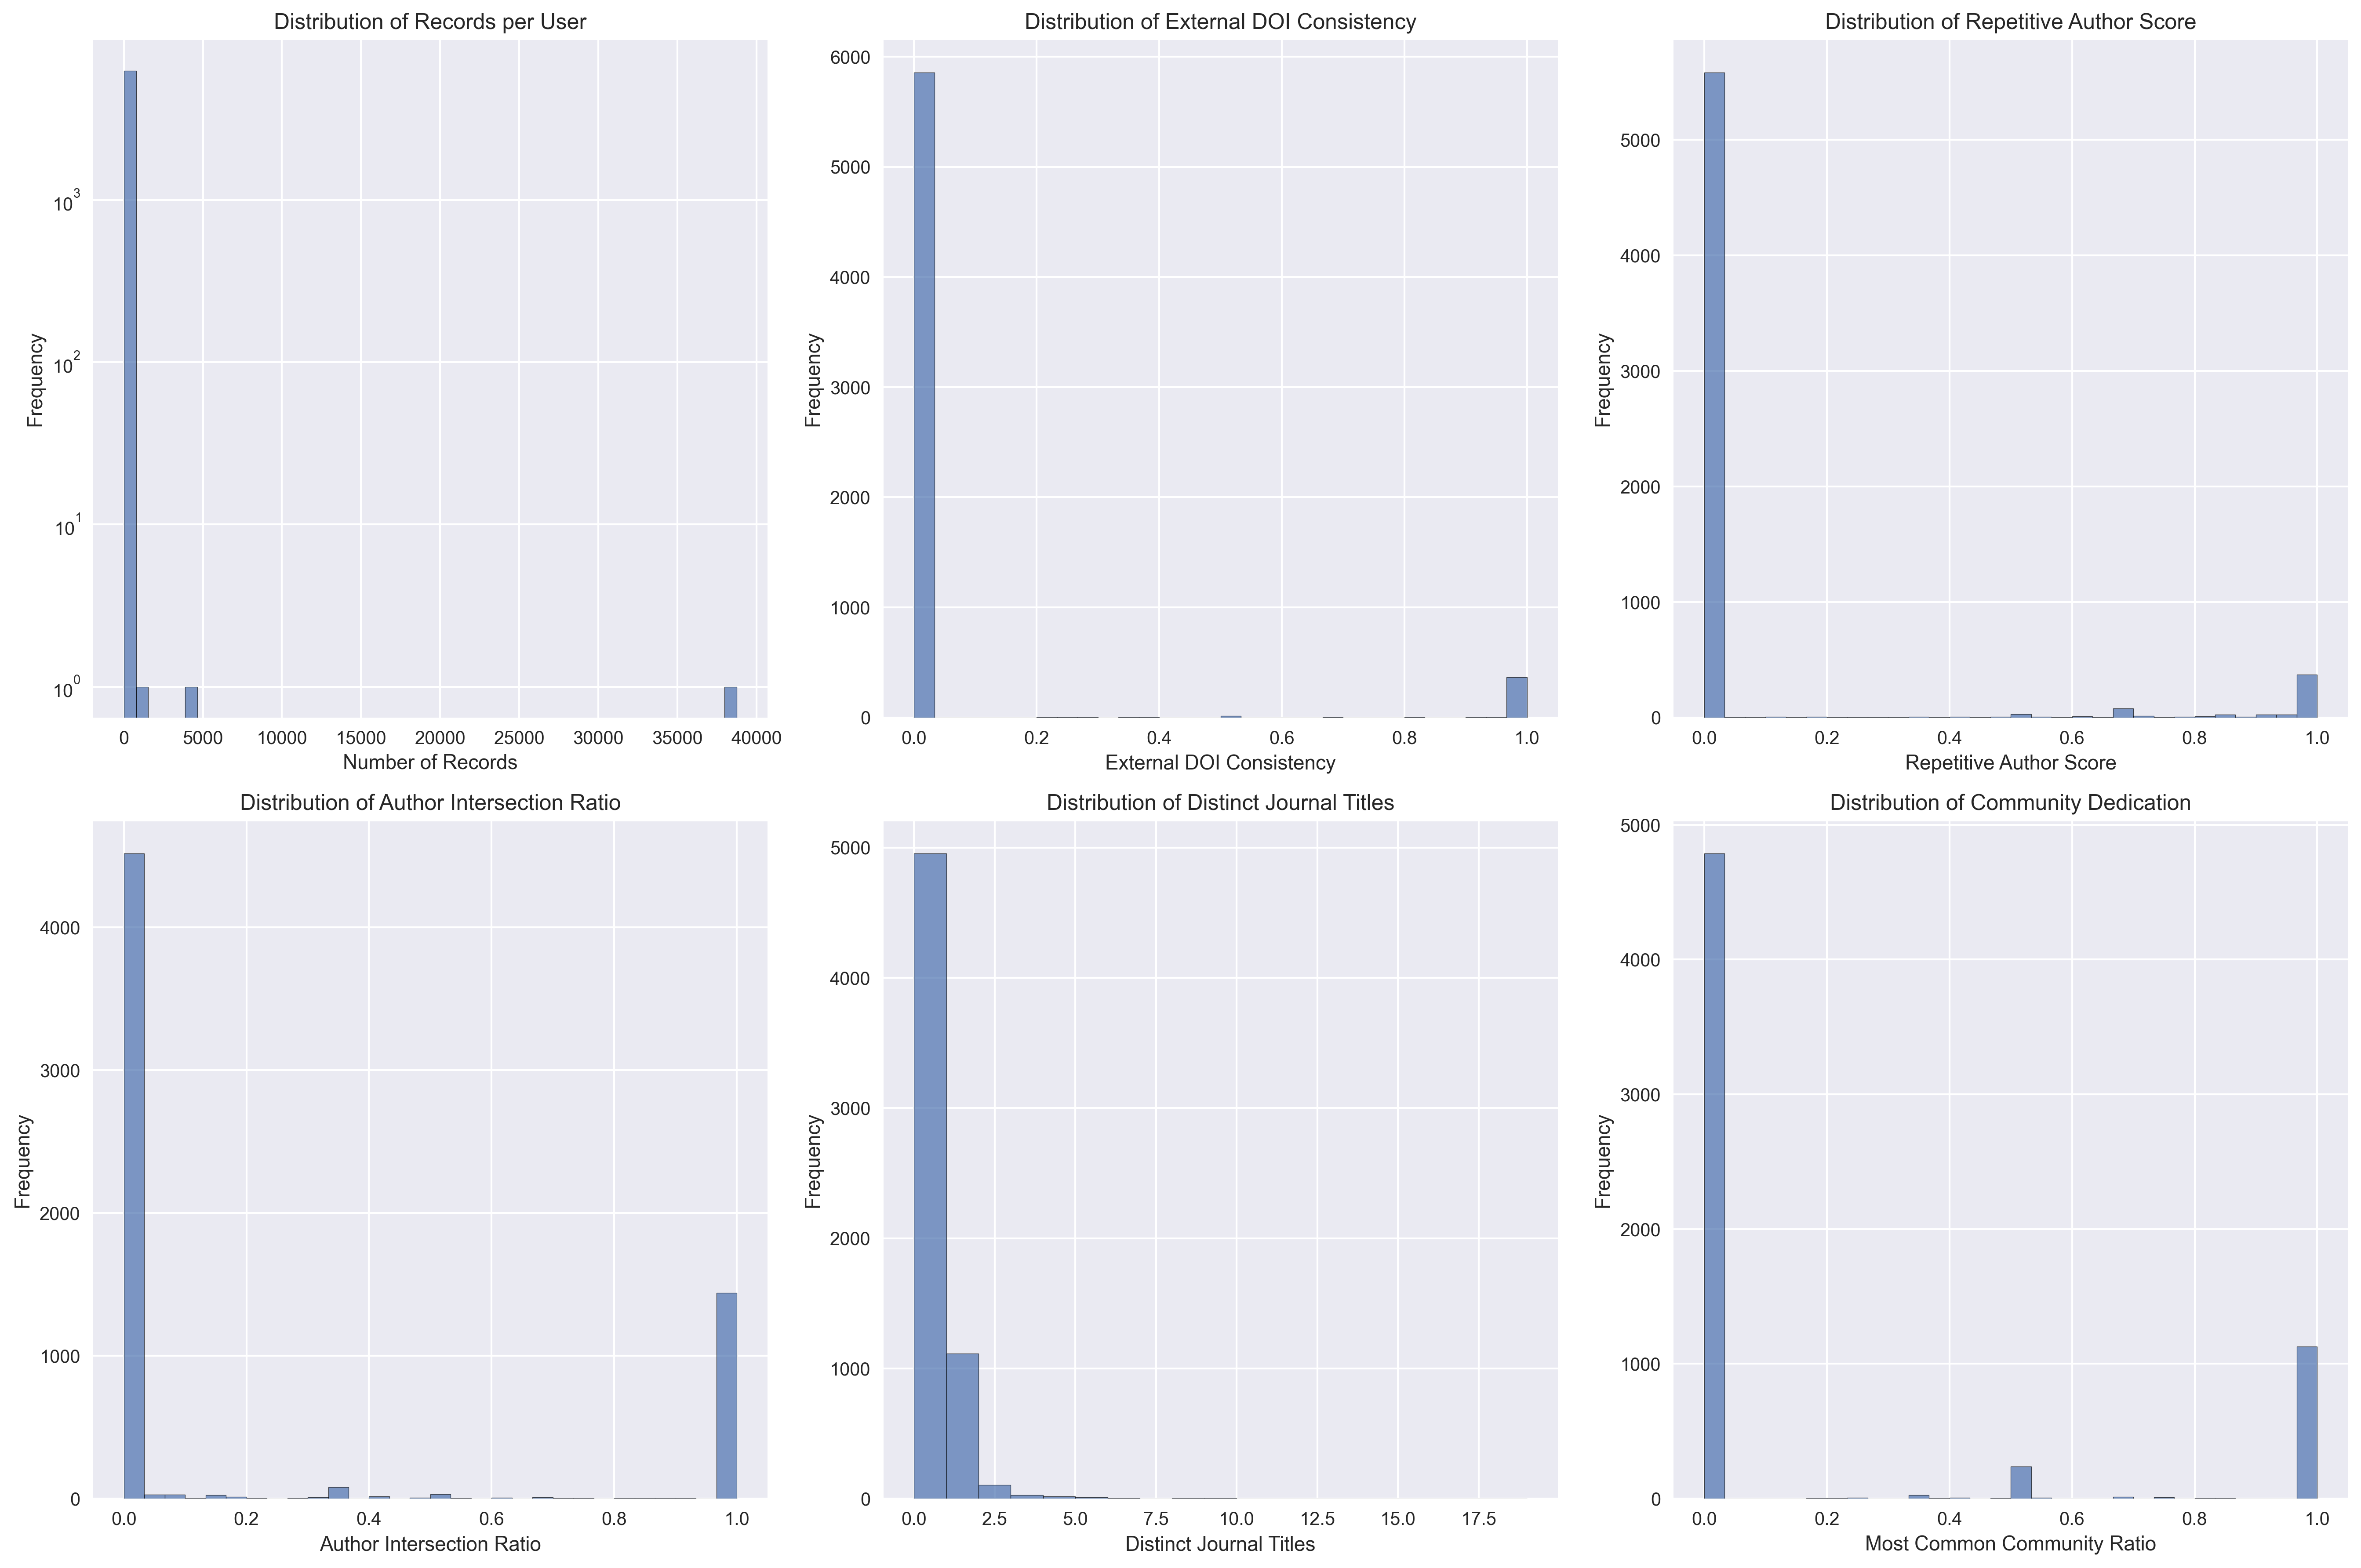 Distribution of Records per User
Frequency
10^3
10^2
10^1
10^0
0 5000 10000 15000 20000 25000 30000 35000 40000
Number of Records
Distribution of External DOI Consistency
Frequency
6000
5000
4000
3000
2000
1000
0
0.0 0.2 0.4 0.6 0.8 1.0
External DOI Consistency
Distribution of Repetitive Author Score
Frequency
5000
4000
3000
2000
1000
0
0.0 0.2 0.4 0.6 0.8 1.0
Repetitive Author Score
Distribution of Author Intersection Ratio
Frequency
4000
3000
2000
1000
0
0.0 0.2 0.4 0.6 0.8 1.0
Author Intersection Ratio
Distribution of Distinct Journal Titles
Frequency
5000
4000
3000
2000
1000
0
0.0 2.5 5.0 7.5 10.0 12.5 15.0 17.5
Distinct Journal Titles
Distribution of Community Dedication
Frequency
5000
4000
3000
2000
1000
0
0.0 0.2 0.4 0.6 0.8 1.0
Most Common Community Ratio